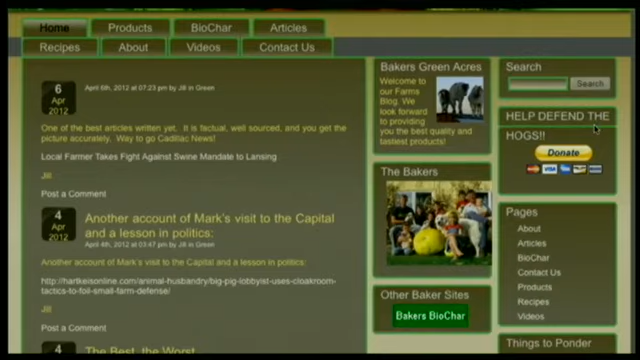 Home
Products
BioChar
Articles
Recipes
About
Videos
Contact Us
6
Apr
2012
April 6th, 2012 at 07:23 pm by Jill in Green
One of the best articles written yet. It is factual, well sourced, and you get the
picture accurately. Way to go Cadillac News!
Local Farmer Takes Fight Against Swine Mandate to Lansing
Jill
Post a Comment
4
Apr
2012
Another account of Mark's visit to the Capital
and a lesson in politics:
April 4th, 2012 at 03:47 pm by Jill in Green
Another account of Mark's visit to the Capital and a lesson in politics:
http://hartkeisonline.com/animal-husbandry/big-pig-lobbyist-uses-cloakroom-
tactics-to-foil-small-farm-defense/
Jill
Post a Comment
4
Apr
The Best, the Worst
Bakers Green Acres
Welcome to
our Farms
Blog. We
look forward
to providing
you the best quality and
tastiest products!
The Bakers
Other Baker Sites
Bakers BioChar
Search
Search
HELP DEFEND THE
HOGS!!
Donate
VISA
Pages
About
Articles
BioChar
Contact Us
Products
Recipes
Videos
Things to Ponder